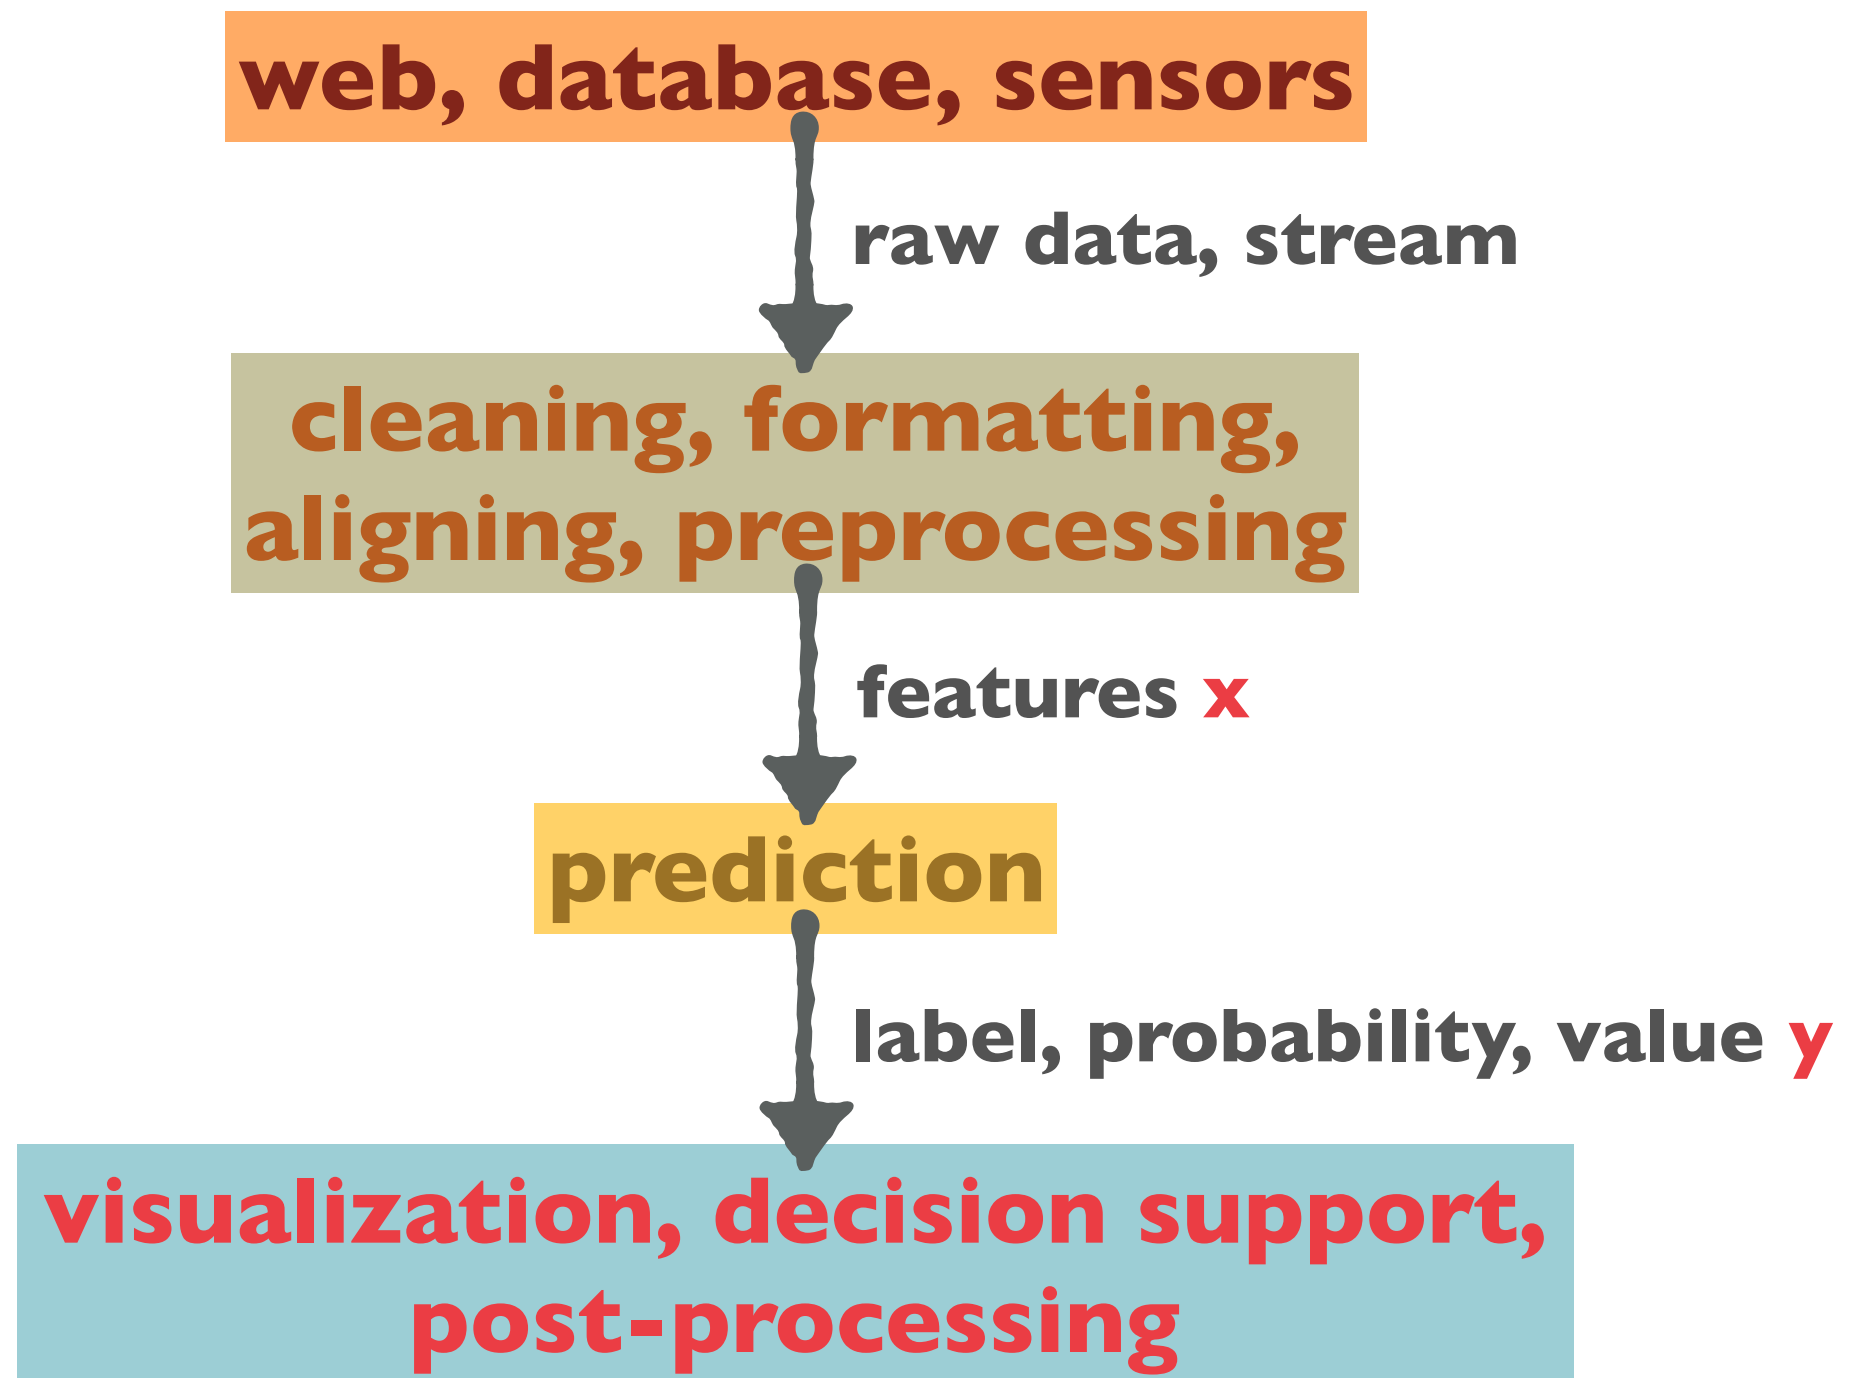 web, database, sensors
raw data, stream
cleaning, formatting,
aligning, preprocessing
features x
prediction
label, probability, value y
visualization, decision support,
post-processing